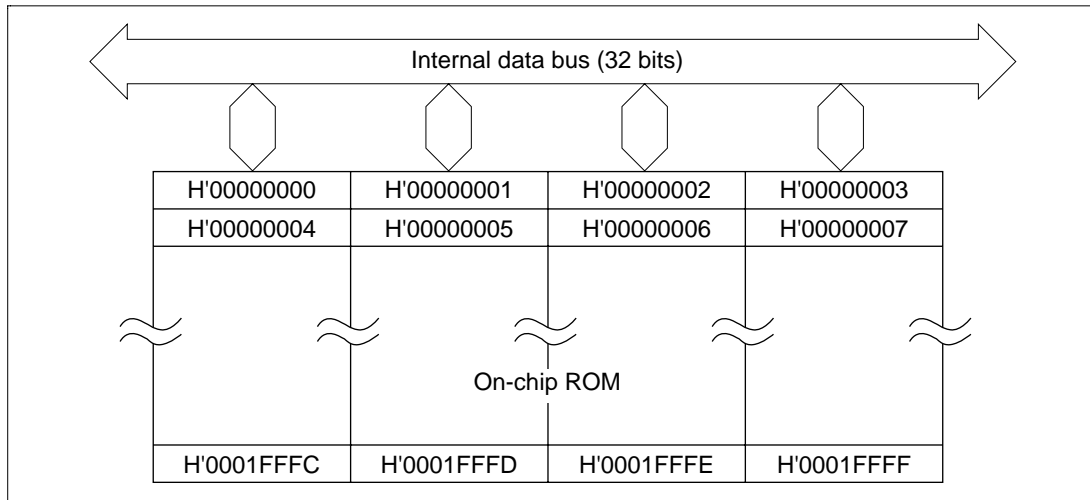 Internal data bus (32 bits)
H'00000000 H'00000001 H'00000002 H'00000003
H'00000004 H'00000005 H'00000006 H'00000007
On-chip ROM
H'0001FFFC H'0001FFFD H'0001FFFE H'0001FFFF